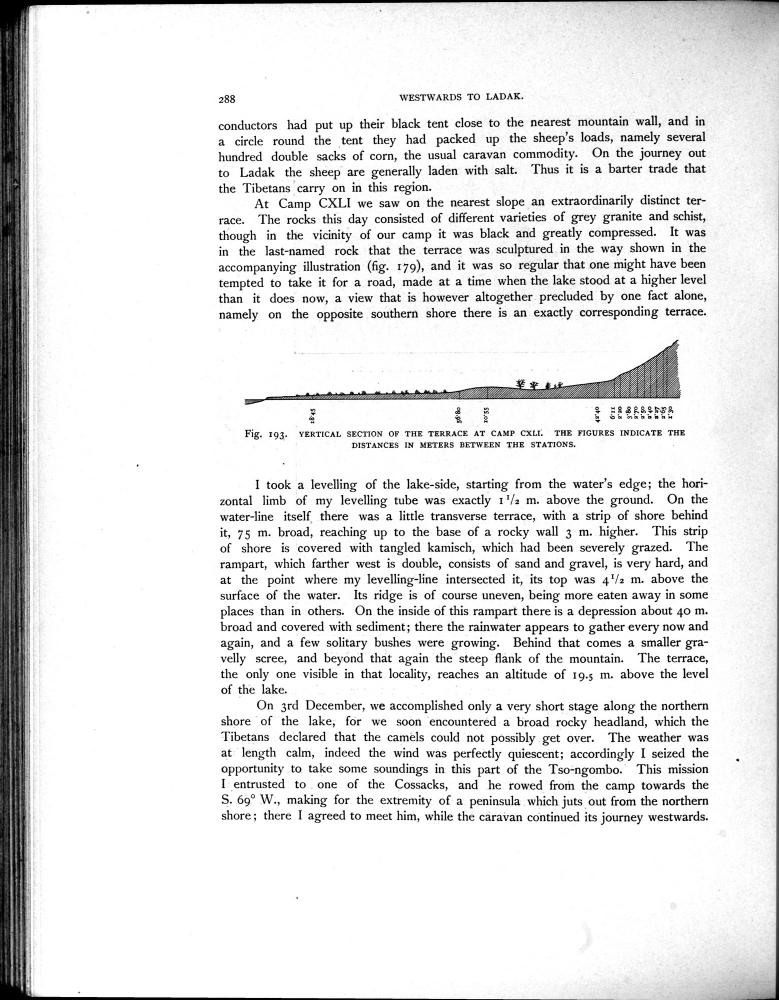 288
WESTWARDS TO LADAK.
conductors had put up their black tent close to the nearest mountain wall, and in
a circle round the tent they had packed up the sheep's loads, namely several
hundred double sacks of corn, the usual caravan commodity. On the journey out
to Ladak the sheep are generally laden with salt. Thus it is a barter trade that
the Tibetans carry on in this region.
At Camp CXLI we saw on the nearest slope an extraordinarily distinct ter-
race. The rocks this day consisted of different varieties of grey granite and schist,
though in the vicinity of our camp it was black and greatly compressed. It was
in the last-named rock that the terrace was sculptured in the way shown in the
accompanying illustration (fig. 179), and it was so regular that one might have been
tempted to take it for a road, made at a time when the lake stood at a higher level
than it does now, a view that is however altogether precluded by one fact alone,
namely on the opposite southern shore there is an exactly corresponding terrace.
18·45
56·80
10·55
42·40
Fig. 193. VERTICAL SECTION OF THE TERRACE AT CAMP CXLI. THE FIGURES INDICATE THE
DISTANCES IN METERS BETWEEN THE STATIONS.
I took a levelling of the lake-side, starting from the water's edge; the hori-
zontal limb of my levelling tube was exactly 1 1/2 m. above the ground. On the
water-line itself there was a little transverse terrace, with a strip of shore behind
it, 75 m. broad, reaching up to the base of a rocky wall 3 m. higher. This strip
of shore is covered with tangled kamisch, which had been severely grazed. The
rampart, which farther west is double, consists of sand and gravel, is very hard, and
at the point where my levelling-line intersected it, its top was 4 1/2 m. above the
surface of the water. Its ridge is of course uneven, being more eaten away in some
places than in others. On the inside of this rampart there is a depression about 40 m.
broad and covered with sediment; there the rainwater appears to gather every now and
again, and a few solitary bushes were growing. Behind that comes a smaller gra-
velly scree, and beyond that again the steep flank of the mountain. The terrace,
the only one visible in that locality, reaches an altitude of 19.5 m. above the level
of the lake.
On 3rd December, we accomplished only a very short stage along the northern
shore of the lake, for we soon encountered a broad rocky headland, which the
Tibetans declared that the camels could not possibly get over. The weather was
at length calm, indeed the wind was perfectly quiescent; accordingly I seized the
opportunity to take some soundings in this part of the Tso-ngombo. This mission
I entrusted to one of the Cossacks, and he rowed from the camp towards the
S. 69° W., making for the extremity of a peninsula which juts out from the northern
shore; there I agreed to meet him, while the caravan continued its journey westwards.